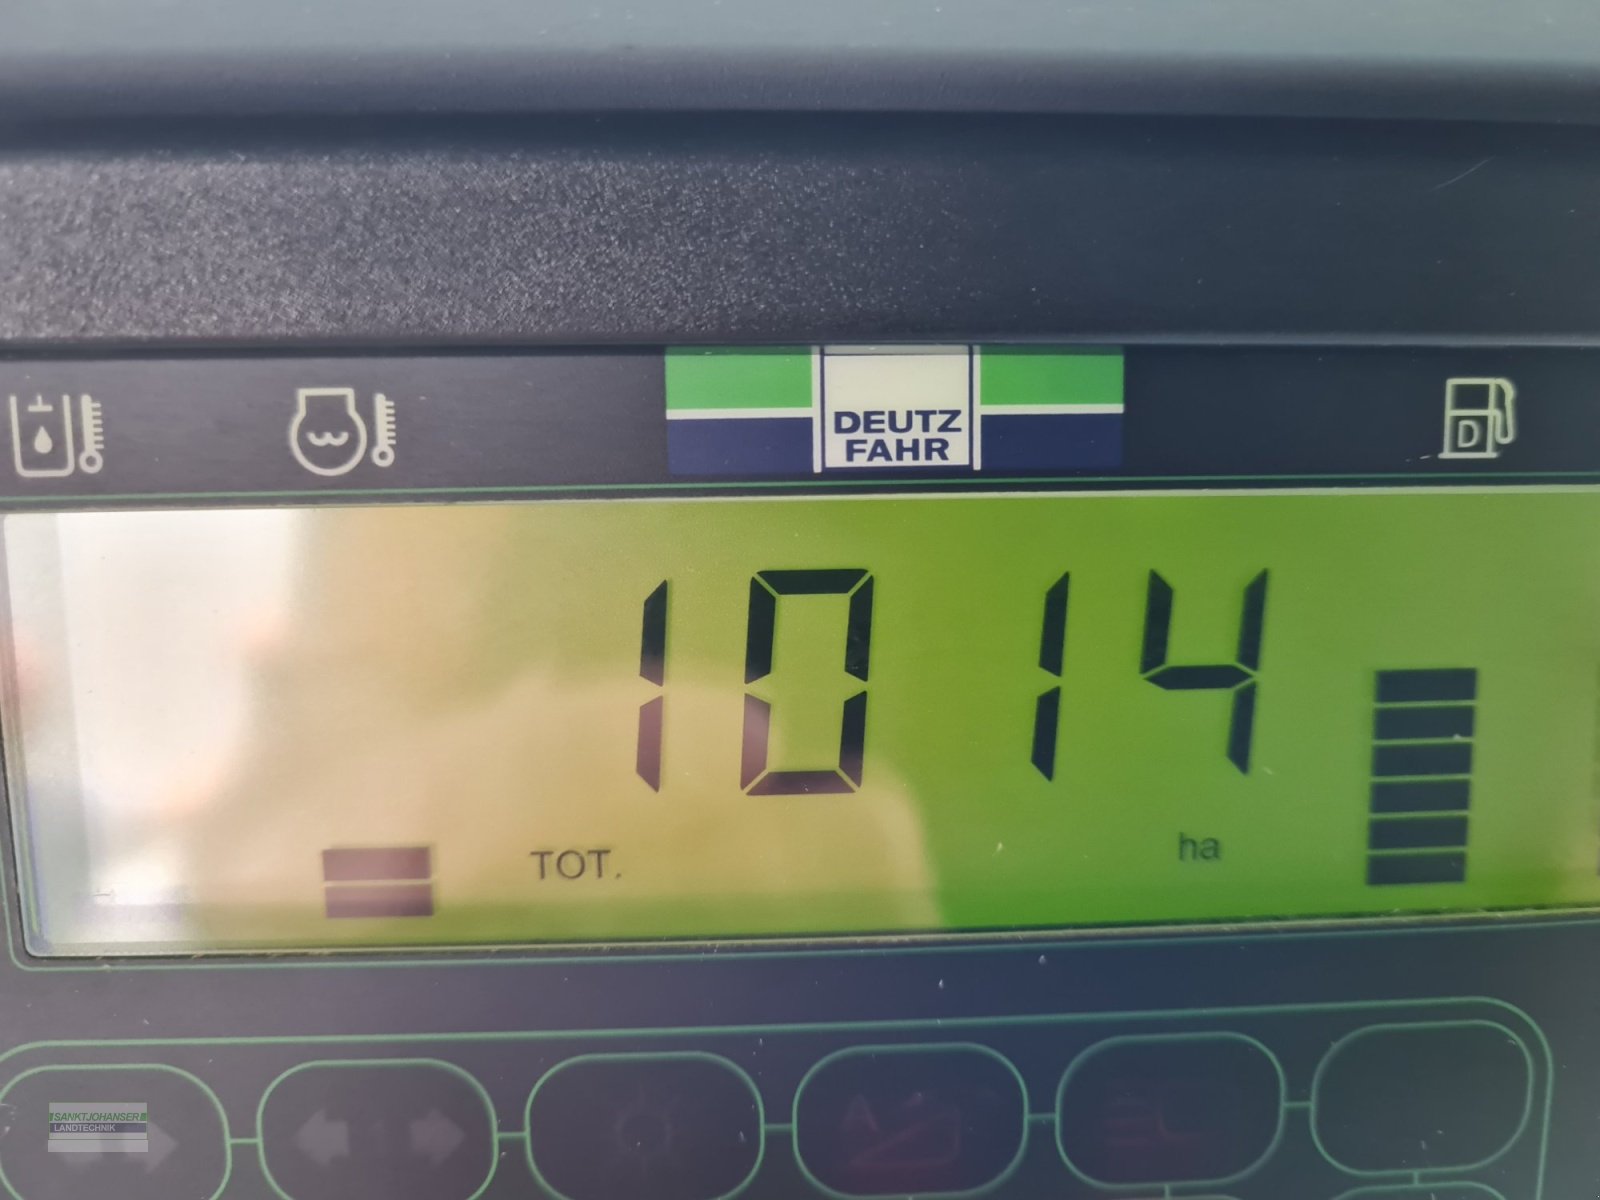 DEUTZ
FAHR
D
1014
TOT.
ha
SANKTJOHANSER
LANDTECHNIK